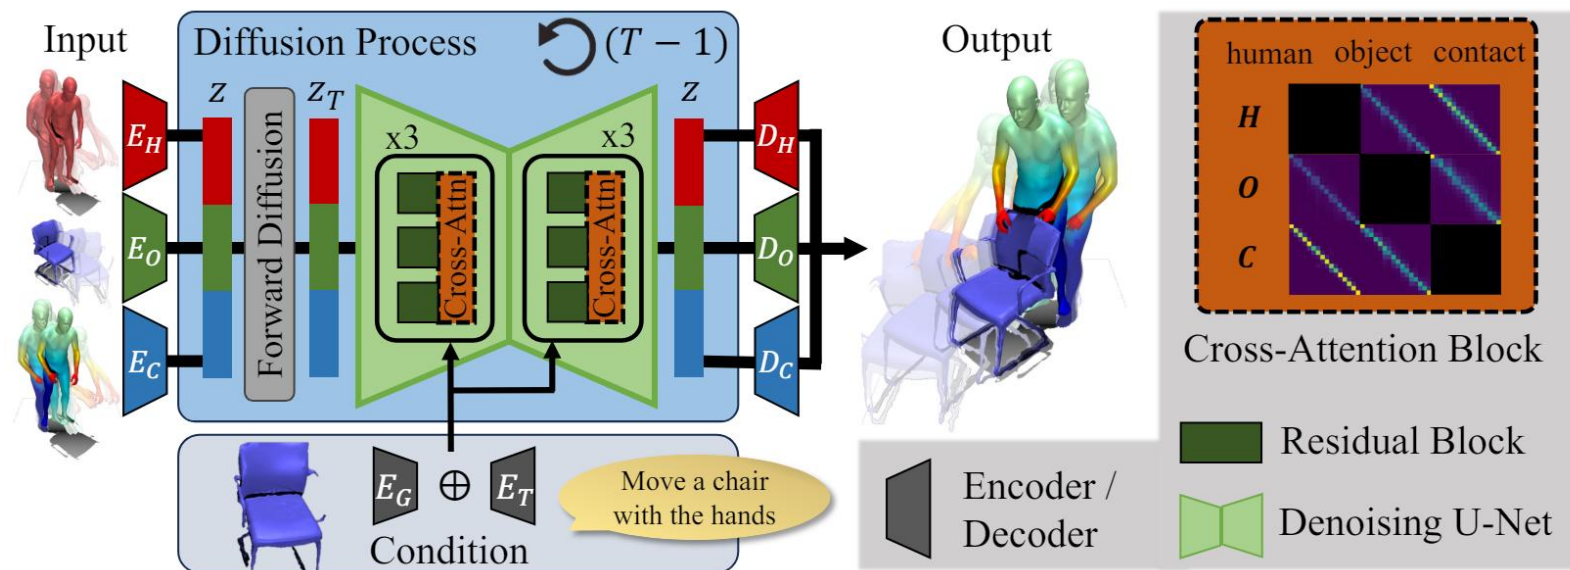 Input
Diffusion Process
(T − 1)
Output
E_H
E_O
E_C
z
Forward Diffusion
z_T
x3
Cross-Attn
x3
Cross-Attn
z
D_H
D_O
D_C
E_G
⊕
E_T
Condition
Move a chair
with the hands
human object contact
H
O
C
Cross-Attention Block
Encoder /
Decoder
Residual Block
Denoising U-Net